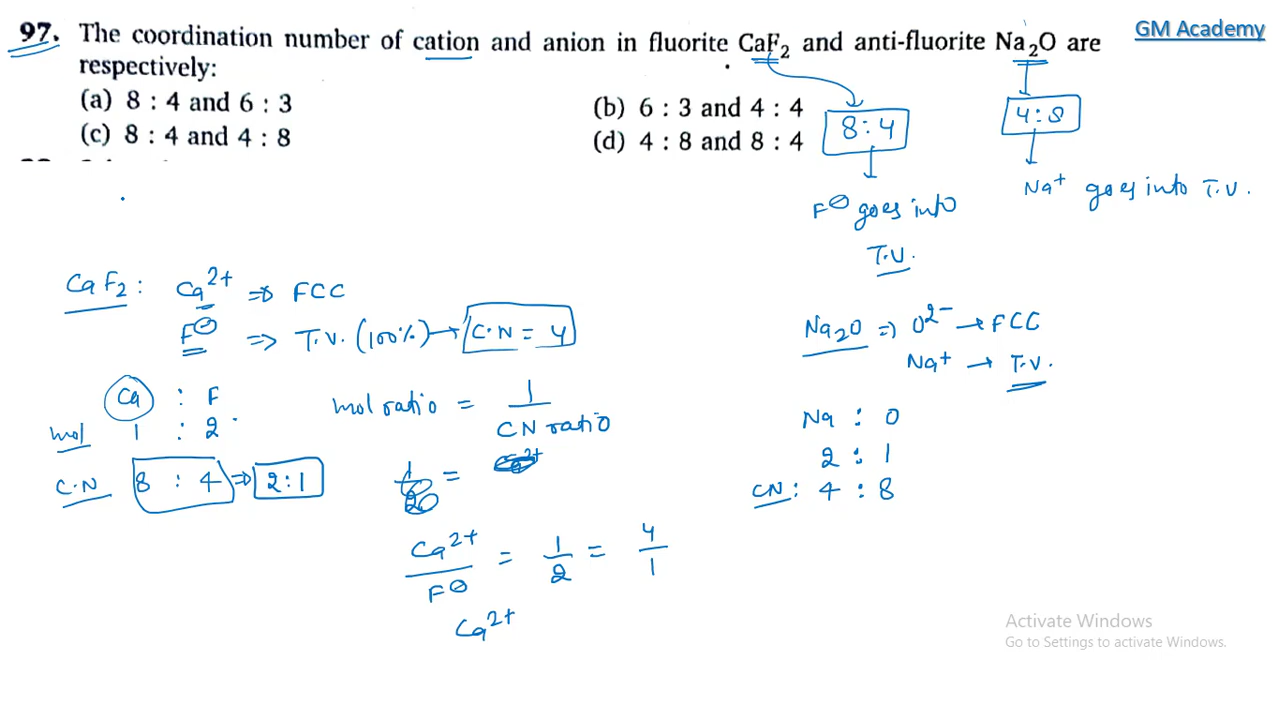 97. The coordination number of cation and anion in fluorite CaF₂ and anti-fluorite Na₂O are
respectively:
(a) 8 : 4 and 6 : 3
(b) 6 : 3 and 4 : 4
(c) 8 : 4 and 4 : 8
(d) 4 : 8 and 8 : 4
GM Academy
8 : 4
F⊖ goes into
T.V.
4 : 8
Na⁺ goes into T.V.
CaF₂ : Ca²⁺ ⇒ FCC
F⊖ ⇒ T.V. (100%) → C.N = 4
Ca : F
mol 1 : 2
C.N 8 : 4 ⇒ 2 : 1
mol ratio = 1 / CN ratio
=
Ca²⁺ / F⊖ = 1/2 = 4/1
Ca²⁺
Na₂O ⇒ O²⁻ → FCC
Na⁺ → T.V.
Na : O
2 : 1
CN : 4 : 8
Activate Windows
Go to Settings to activate Windows.